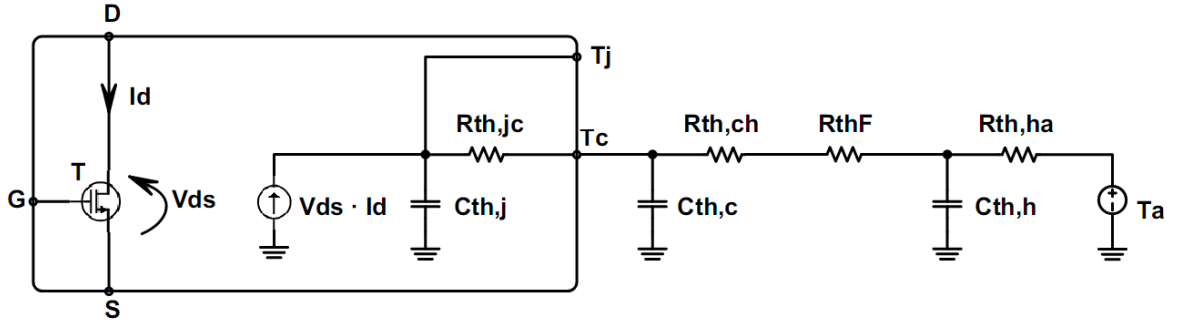 D
Tj
Id
Rth,jc
Tc
Rth,ch
RthF
Rth,ha
T
G
Vds
Vds · Id
Cth,j
Cth,c
Cth,h
Ta
S